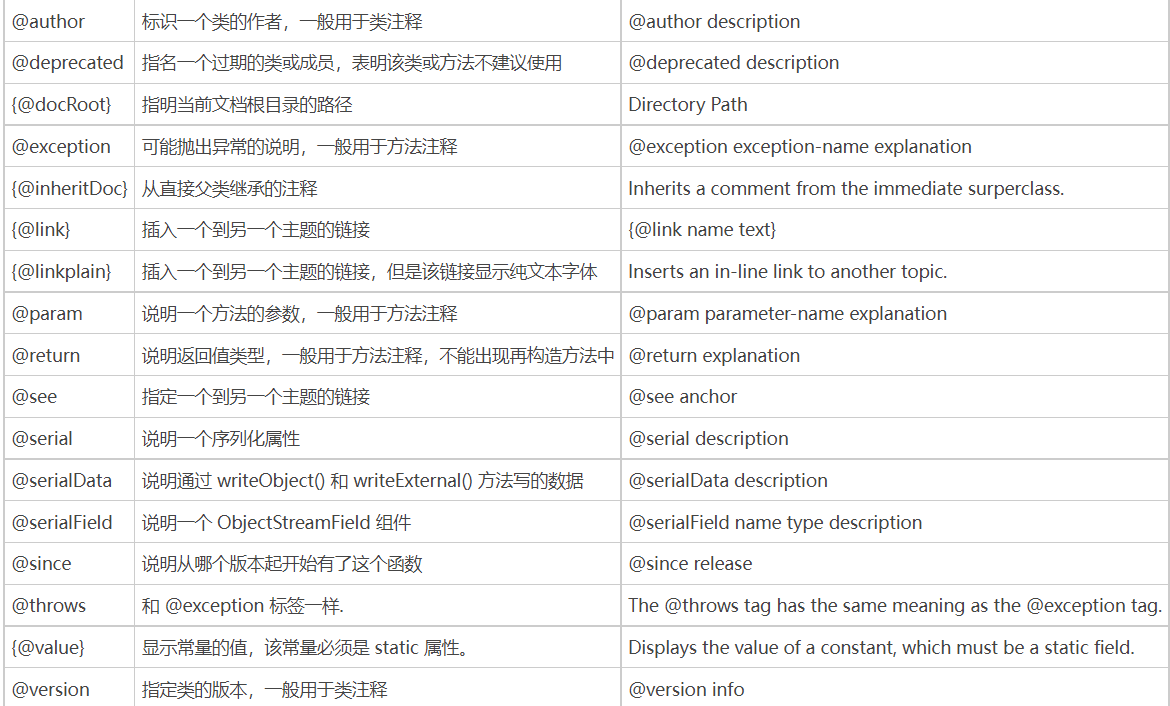 @author 标识一个类的作者，一般用于类注释 @author description
@deprecated 指名一个过期的类或成员，表明该类或方法不建议使用 @deprecated description
{@docRoot} 指明当前文档根目录的路径 Directory Path
@exception 可能抛出异常的说明，一般用于方法注释 @exception exception-name explanation
{@inheritDoc} 从直接父类继承的注释 Inherits a comment from the immediate surperclass.
{@link} 插入一个到另一个主题的链接 {@link name text}
{@linkplain} 插入一个到另一个主题的链接，但是该链接显示纯文本字体 Inserts an in-line link to another topic.
@param 说明一个方法的参数，一般用于方法注释 @param parameter-name explanation
@return 说明返回值类型，一般用于方法注释，不能出现再构造方法中 @return explanation
@see 指定一个到另一个主题的链接 @see anchor
@serial 说明一个序列化属性 @serial description
@serialData 说明通过 writeObject() 和 writeExternal() 方法写的数据 @serialData description
@serialField 说明一个 ObjectStreamField 组件 @serialField name type description
@since 说明从哪个版本起开始有了这个函数 @since release
@throws 和 @exception 标签一样. The @throws tag has the same meaning as the @exception tag.
{@value} 显示常量的值，该常量必须是 static 属性。 Displays the value of a constant, which must be a static field.
@version 指定类的版本，一般用于类注释 @version info